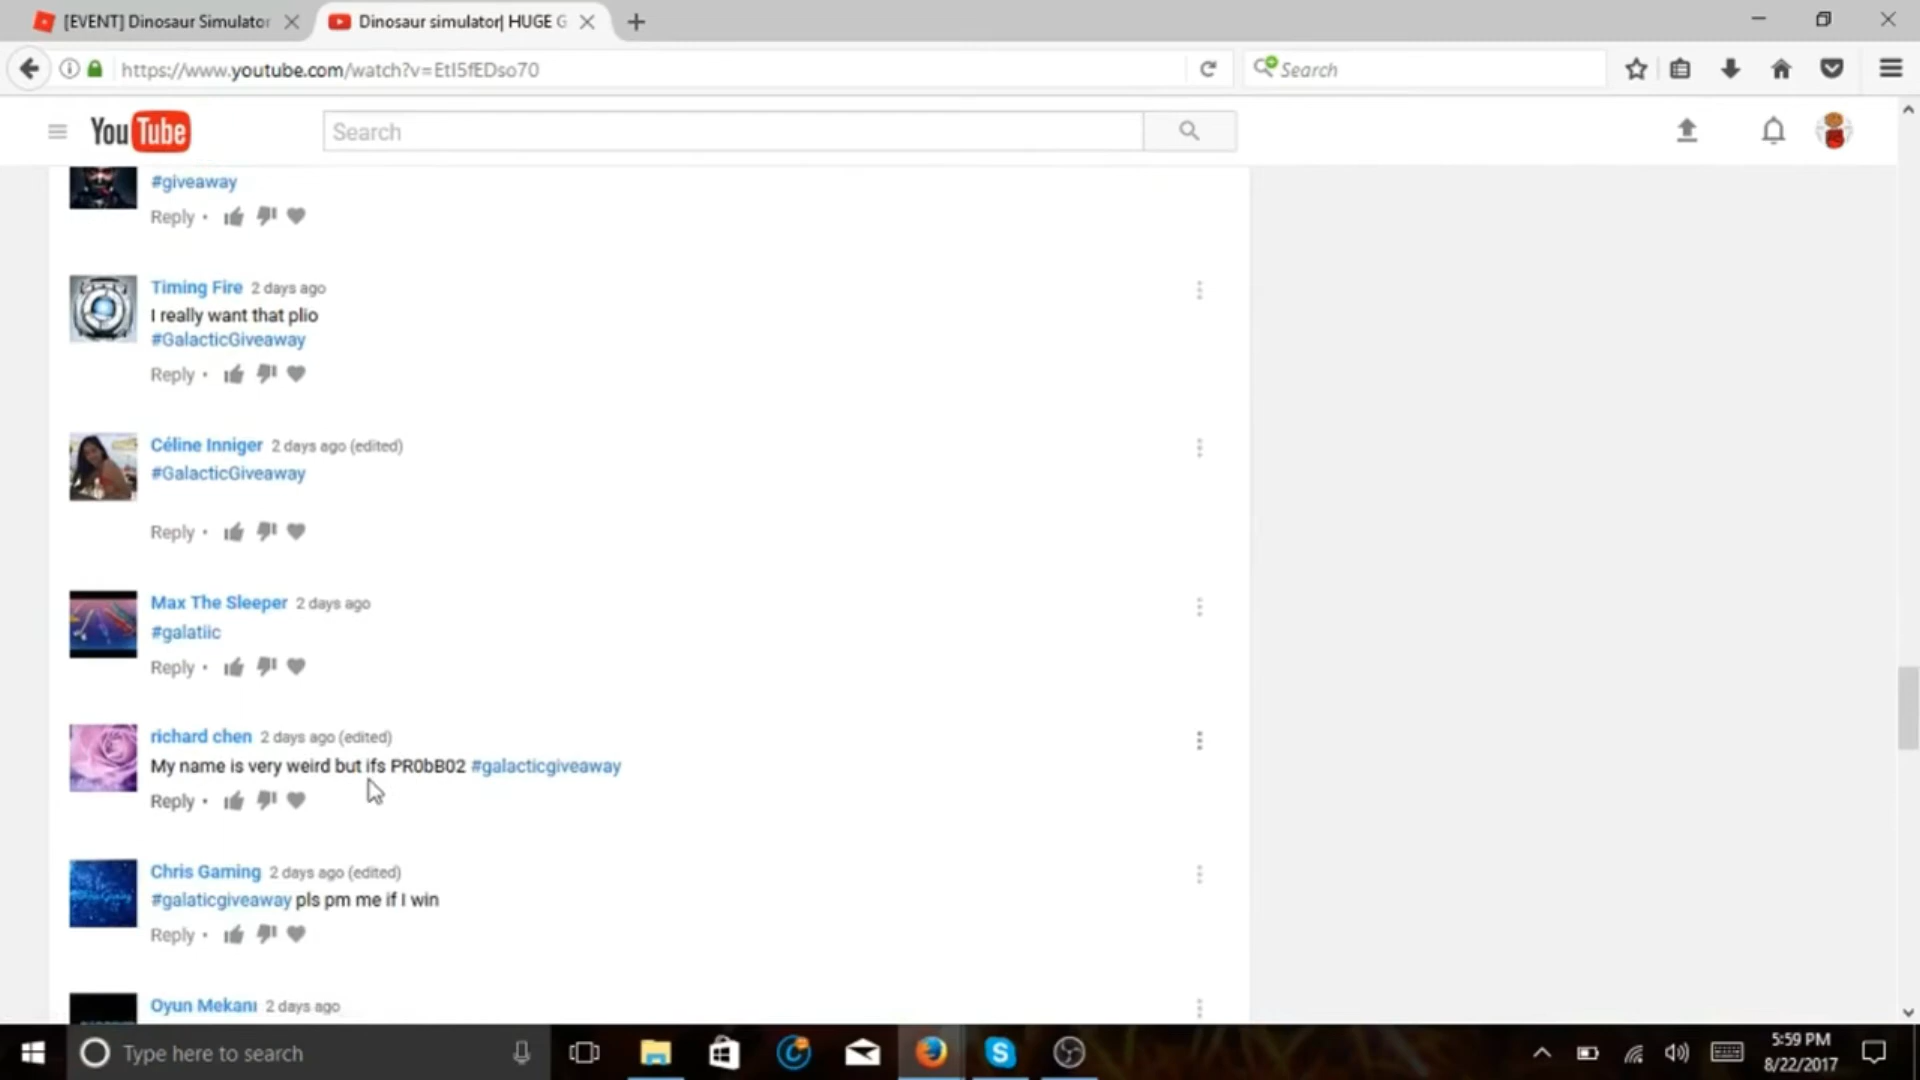 [EVENT] Dinosaur Simulator
Dinosaur simulator| HUGE G
https://www.youtube.com/watch?v=EtI5fEDso70
Search
YouTube
Search
#giveaway
Reply •
Timing Fire 2 days ago
I really want that plio
#GalacticGiveaway
Reply •
Céline Inniger 2 days ago (edited)
#GalacticGiveaway
Reply •
Max The Sleeper 2 days ago
#galatiic
Reply •
richard chen 2 days ago (edited)
My name is very weird but ifs PR0bB02 #galacticgiveaway
Reply •
Chris Gaming 2 days ago (edited)
#galaticgiveaway pls pm me if I win
Reply •
Oyun Mekanı 2 days ago
Type here to search
5:59 PM
8/22/2017